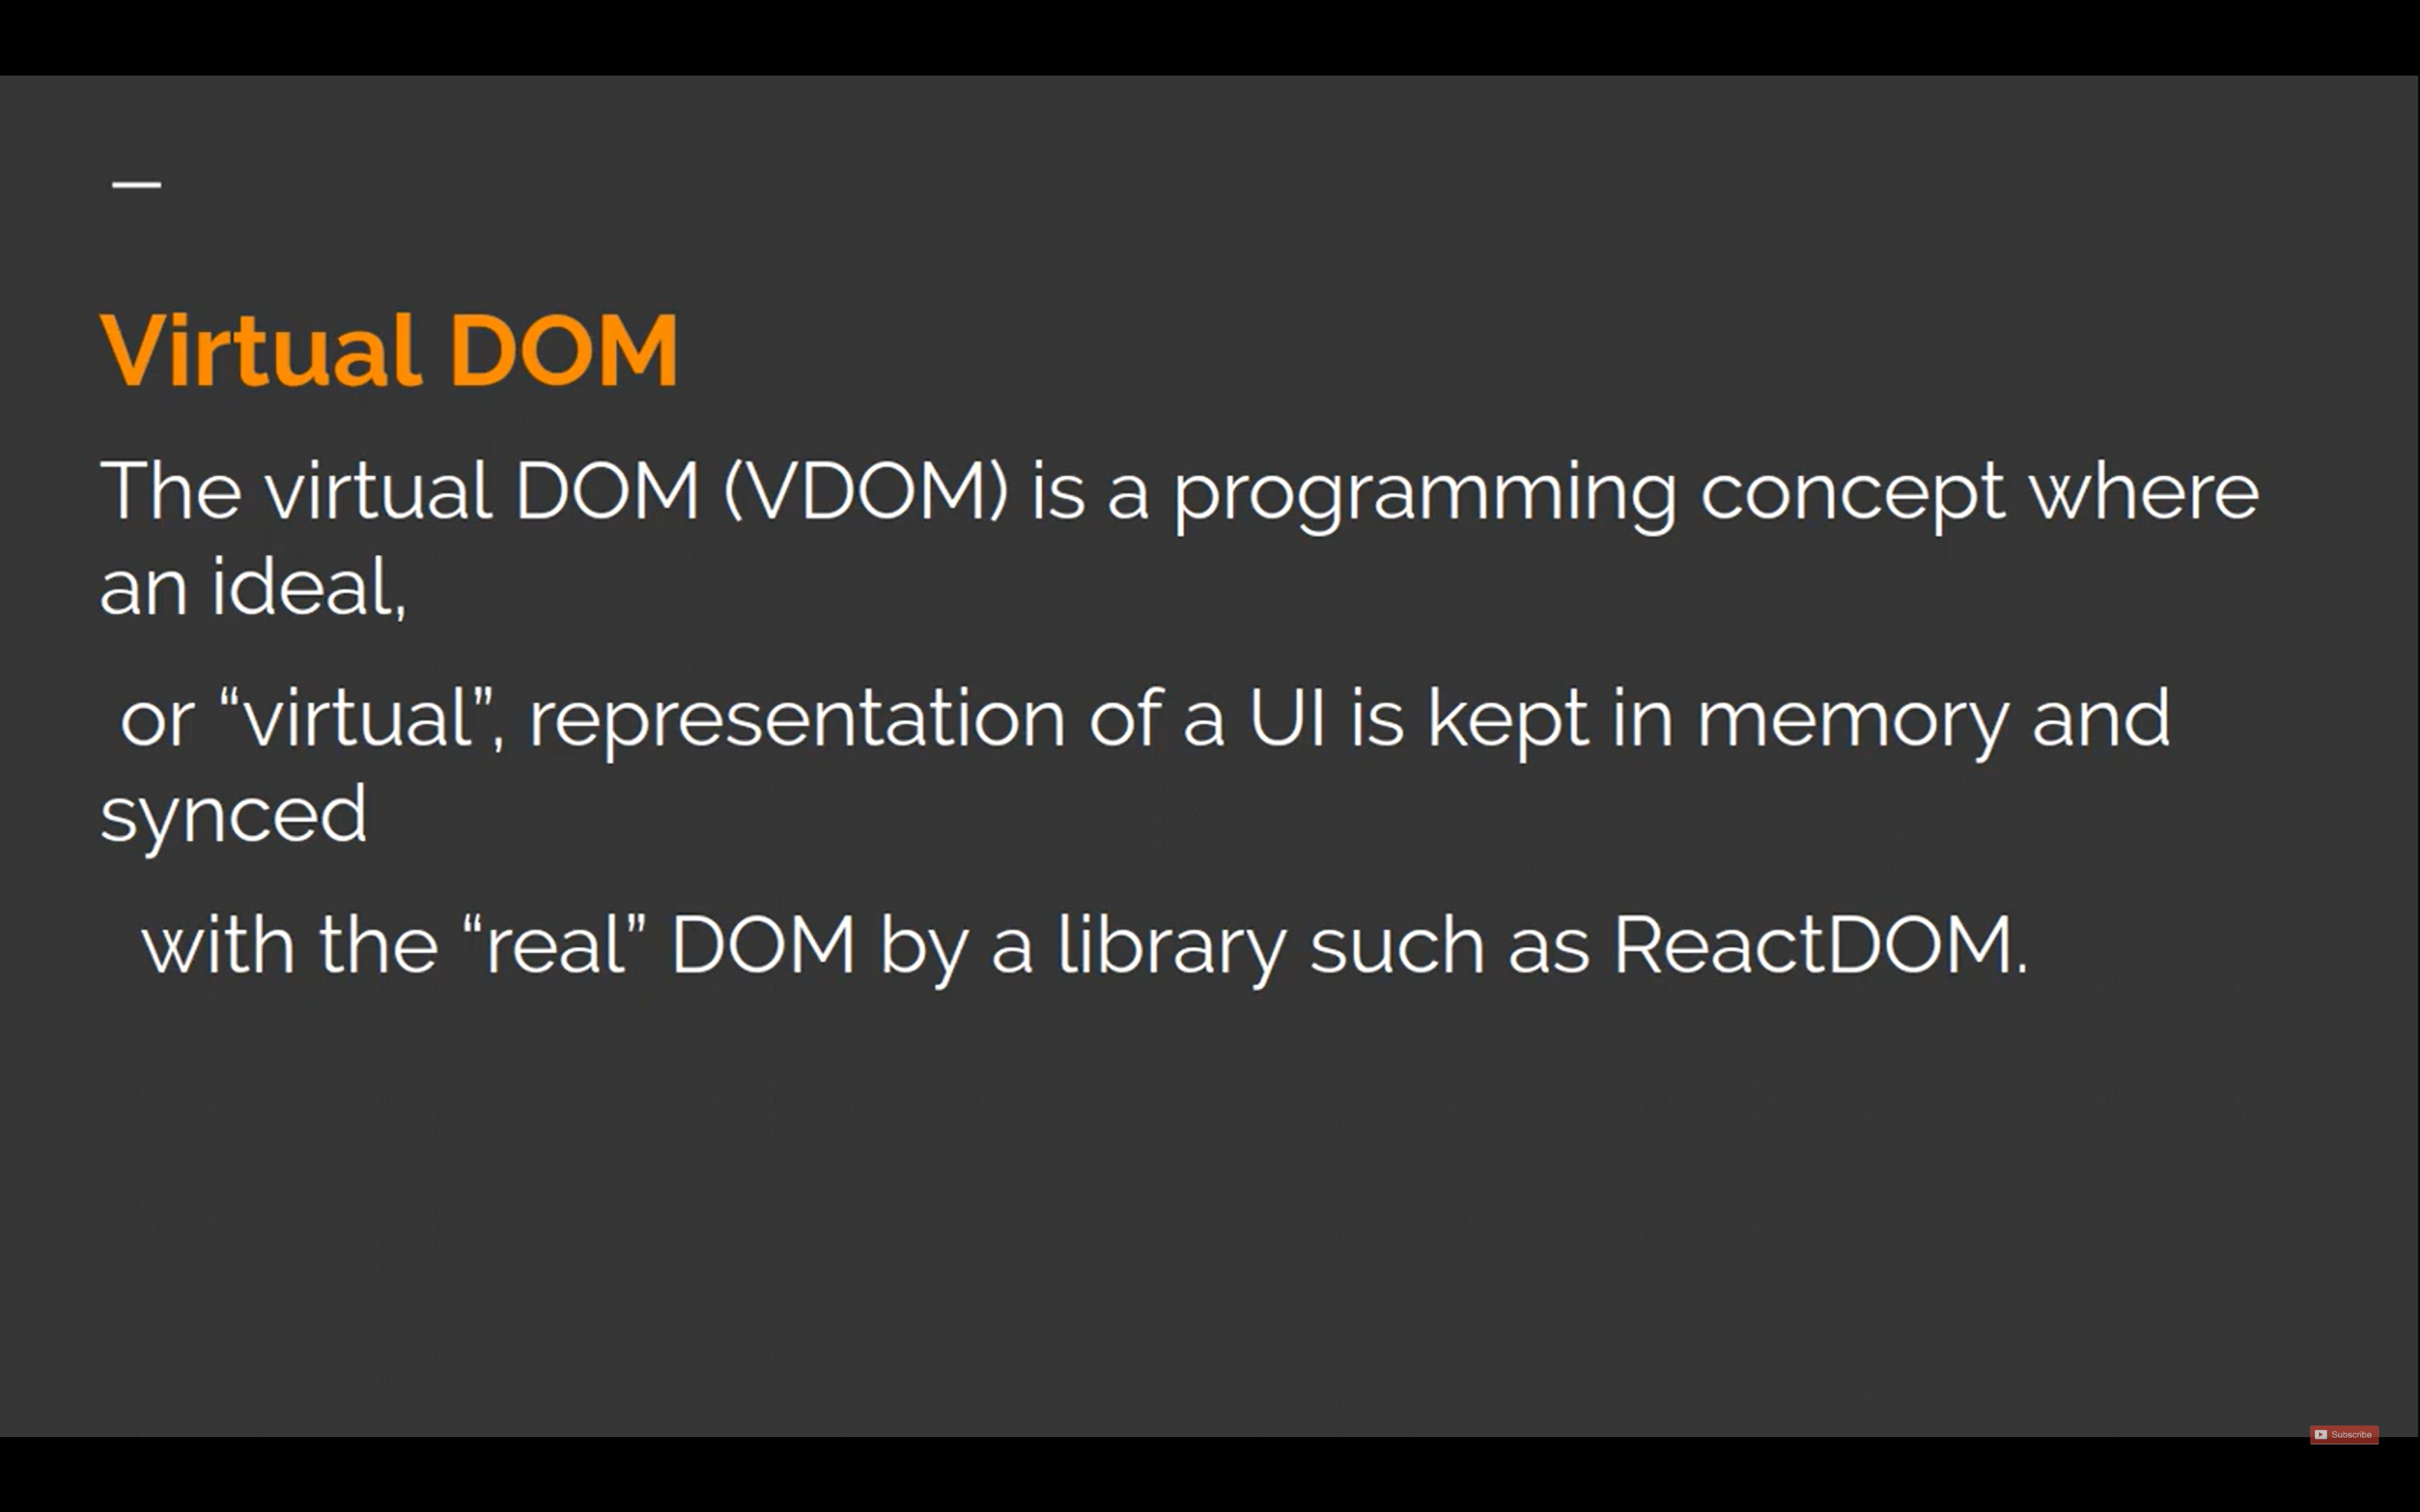 —
Virtual DOM
The virtual DOM (VDOM) is a programming concept where
an ideal,
or “virtual”, representation of a UI is kept in memory and
synced
with the “real” DOM by a library such as ReactDOM.
Subscribe